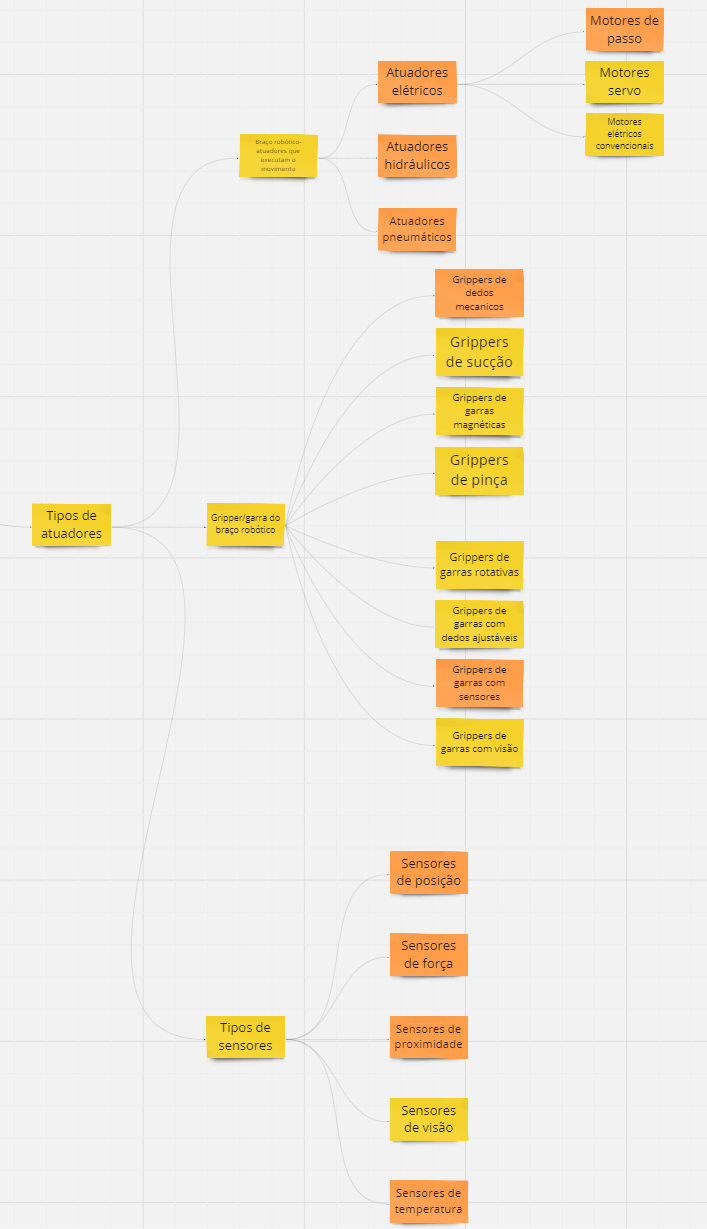 Motores de
passo
Atuadores
elétricos
Motores
servo
Motores
elétricos
convencionais
Braço robótico-
atuadores que
executam o
movimento
Atuadores
hidráulicos
Atuadores
pneumáticos
Grippers de
dedos
mecanicos
Grippers
de sucção
Grippers de
garras
magnéticas
Grippers
de pinça
Tipos de
atuadores
Gripper/garra do
braço robótico
Grippers de
garras rotativas
Grippers de
garras com
dedos ajustáveis
Grippers de
garras com
sensores
Grippers de
garras com visão
Sensores
de posição
Sensores
de força
Tipos de
sensores
Sensores de
proximidade
Sensores
de visão
Sensores de
temperatura